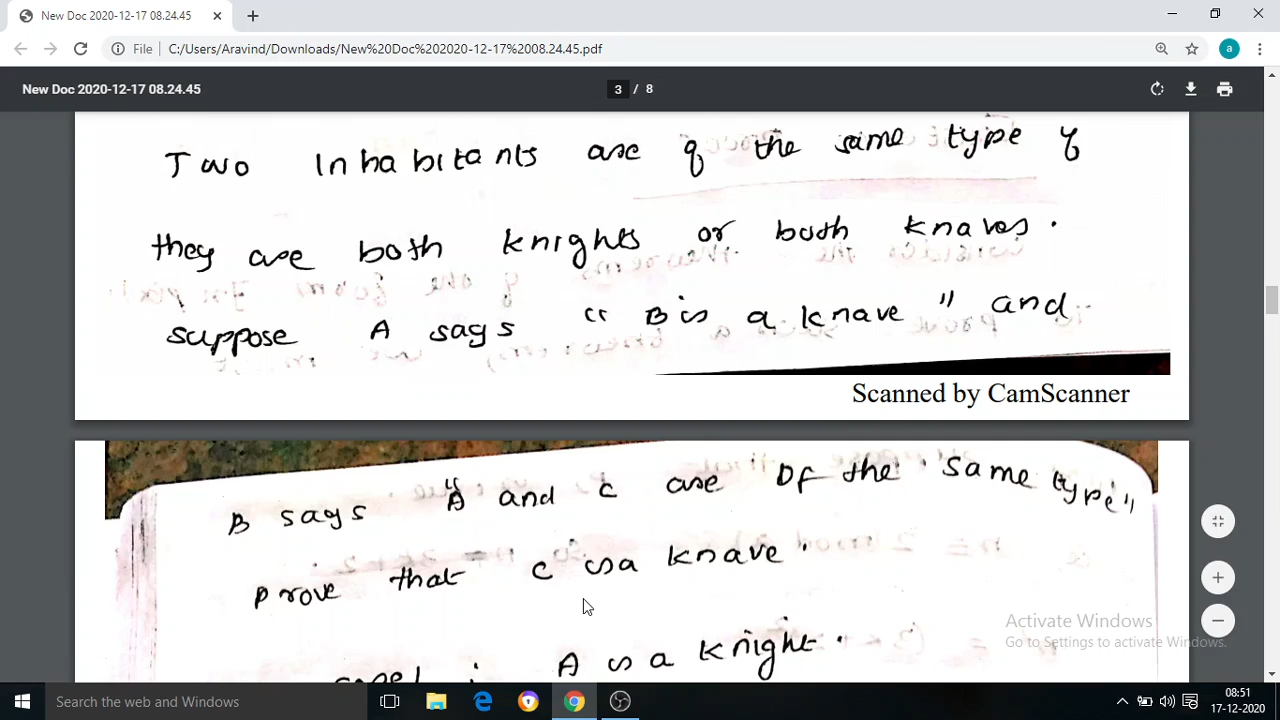 New Doc 2020-12-17 08.24.45
File C:/Users/Aravind/Downloads/New%20Doc%202020-12-17%2008.24.45.pdf
a
New Doc 2020-12-17 08.24.45
3 / 8
Two Inhabitants are of the same type if
they are both knights or both knaves.
suppose A says "B is a knave" and
Scanned by CamScanner
B says "A and C are Of the same type"
prove that C is a knave.
A is a knight.
Activate Windows
Go to Settings to activate Windows.
Search the web and Windows
08:51
17-12-2020